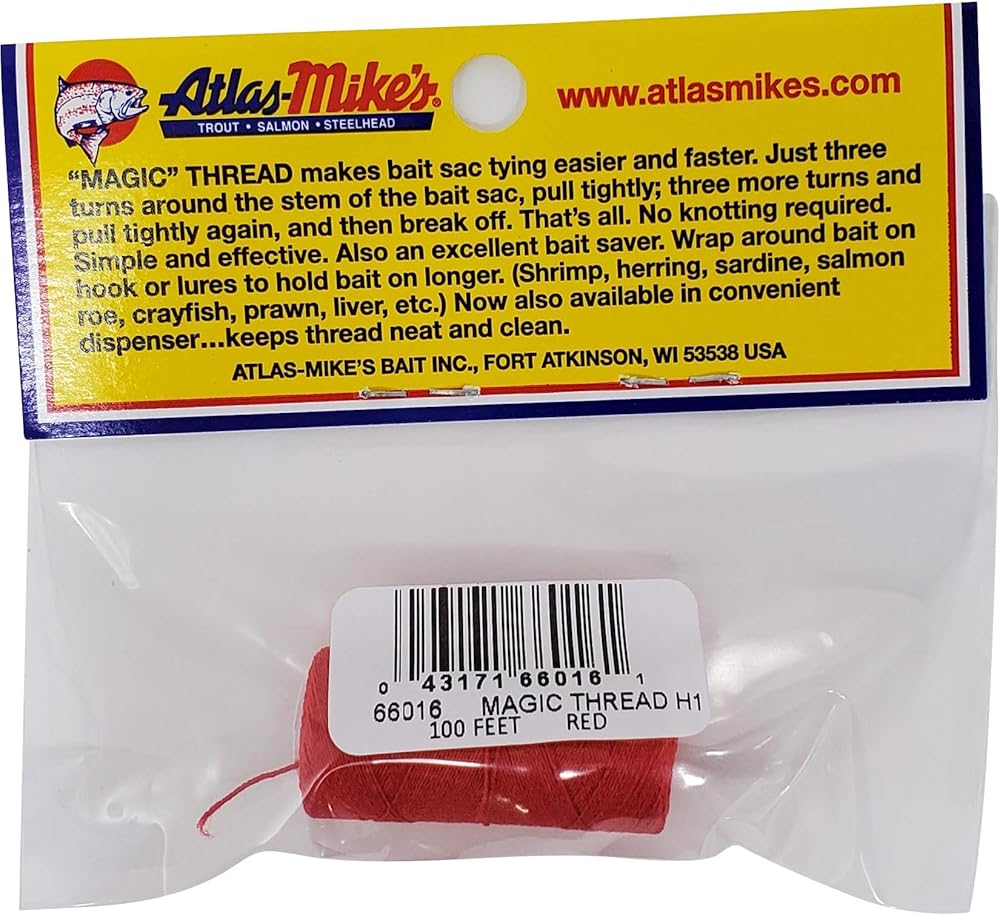 Atlas-Mike's®
TROUT • SALMON • STEELHEAD
www.atlasmikes.com
“MAGIC” THREAD makes bait sac tying easier and faster. Just three
turns around the stem of the bait sac, pull tightly; three more turns and
pull tightly again, and then break off. That's all. No knotting required.
Simple and effective. Also an excellent bait saver. Wrap around bait on
hook or lures to hold bait on longer. (Shrimp, herring, sardine, salmon
roe, crayfish, prawn, liver, etc.) Now also available in convenient
dispenser...keeps thread neat and clean.
ATLAS-MIKE'S BAIT INC., FORT ATKINSON, WI 53538 USA
0 43171 66016 1
66016 MAGIC THREAD H1
100 FEET RED